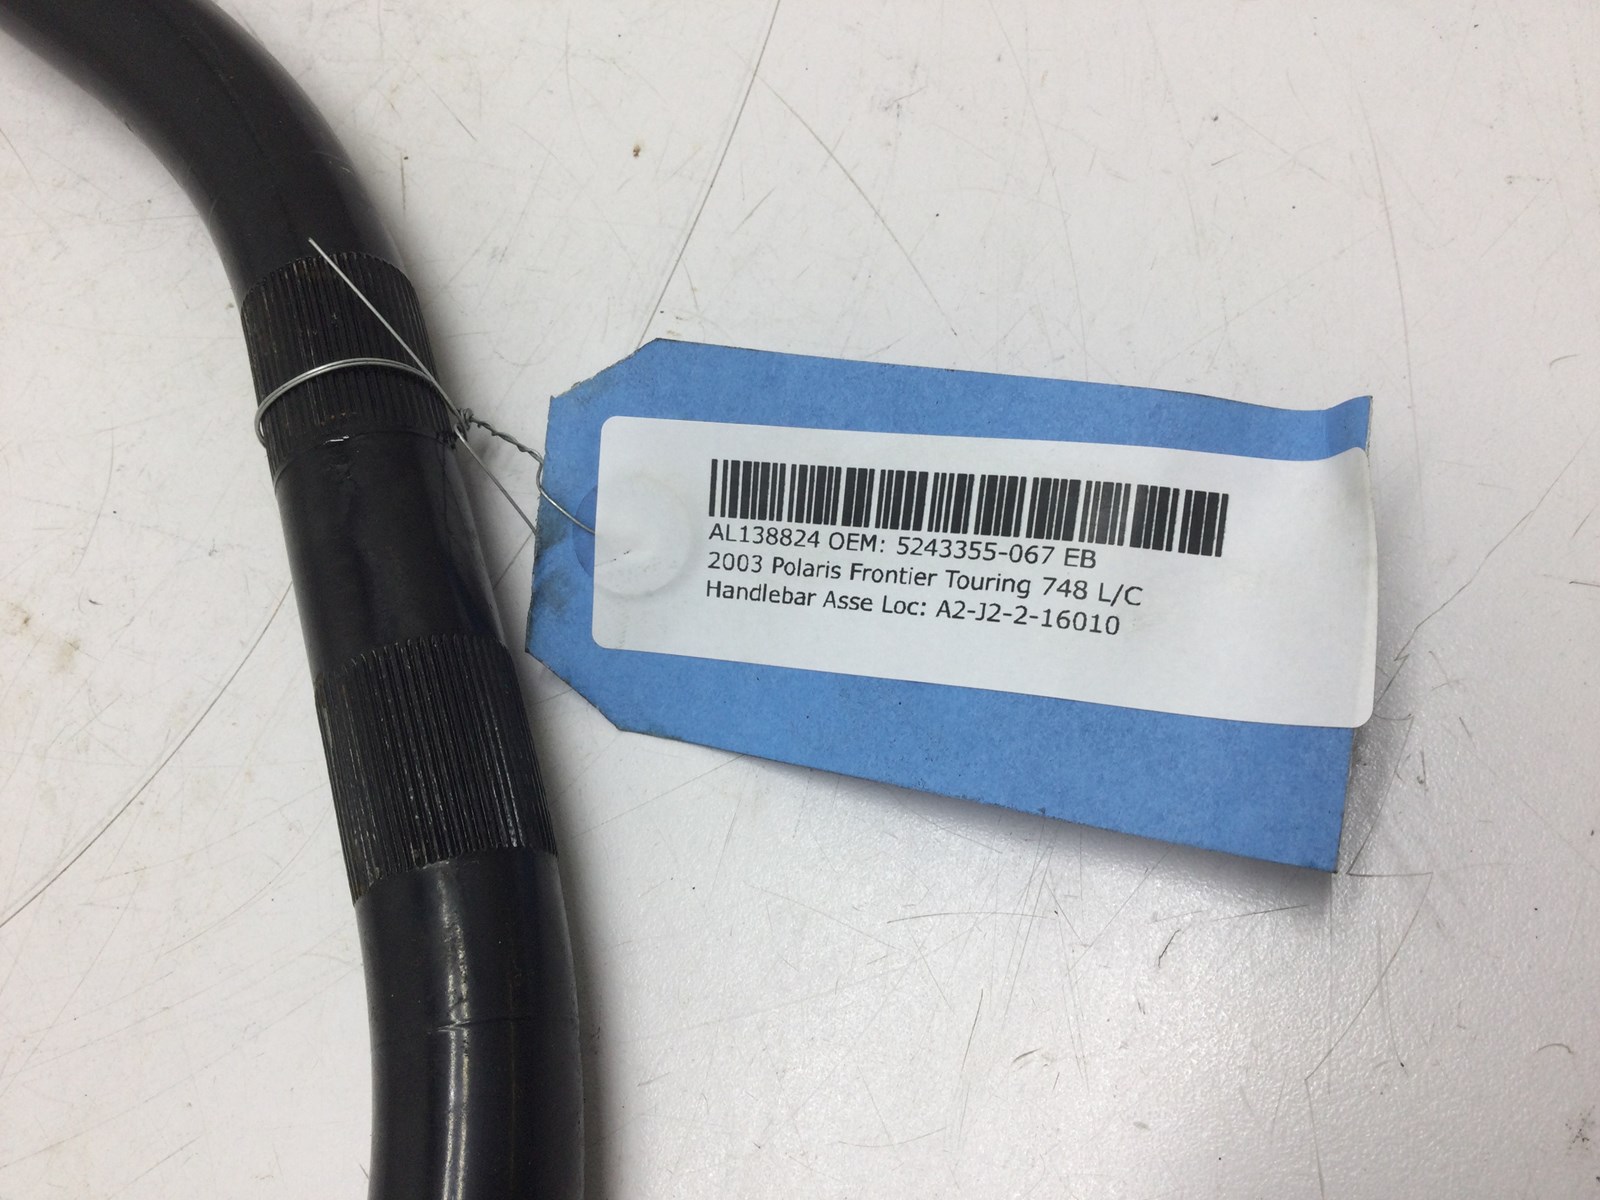 AL138824 OEM: 5243355-067 EB
2003 Polaris Frontier Touring 748 L/C
Handlebar Asse Loc: A2-J2-2-16010